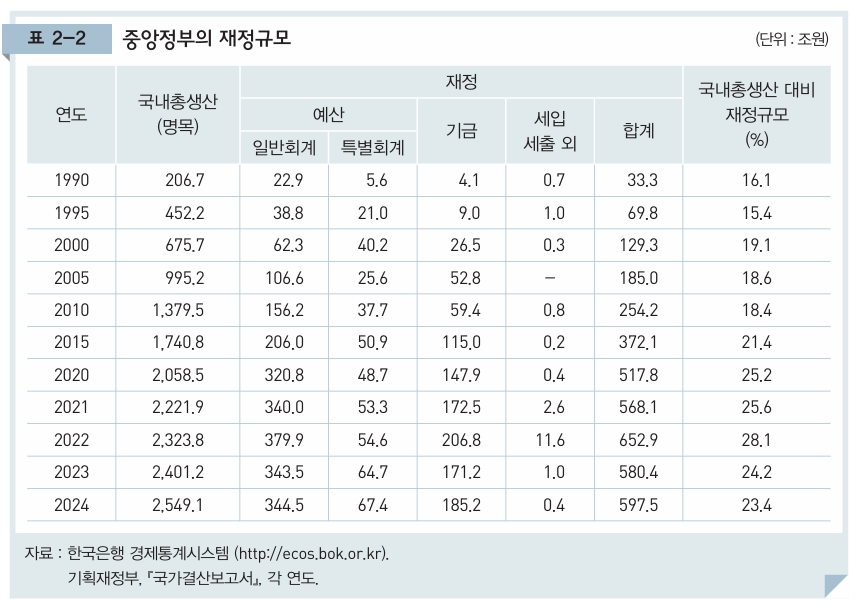 표 2-2 중앙정부의 재정규모 (단위 : 조원)
연도 국내총생산 (명목) 재정 국내총생산 대비 재정규모 (%)
예산 기금 세입 세출 외 합계
일반회계 특별회계
1990 206.7 22.9 5.6 4.1 0.7 33.3 16.1
1995 452.2 38.8 21.0 9.0 1.0 69.8 15.4
2000 675.7 62.3 40.2 26.5 0.3 129.3 19.1
2005 995.2 106.6 25.6 52.8 – 185.0 18.6
2010 1,379.5 156.2 37.7 59.4 0.8 254.2 18.4
2015 1,740.8 206.0 50.9 115.0 0.2 372.1 21.4
2020 2,058.5 320.8 48.7 147.9 0.4 517.8 25.2
2021 2,221.9 340.0 53.3 172.5 2.6 568.1 25.6
2022 2,323.8 379.9 54.6 206.8 11.6 652.9 28.1
2023 2,401.2 343.5 64.7 171.2 1.0 580.4 24.2
2024 2,549.1 344.5 67.4 185.2 0.4 597.5 23.4
자료 : 한국은행 경제통계시스템 (http://ecos.bok.or.kr).
기획재정부, 『국가결산보고서』, 각 연도.